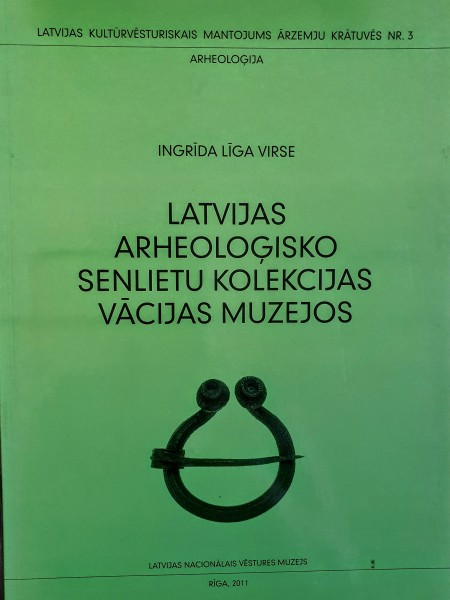 LATVIJAS KULTŪRVĒSTURISKAIS MANTOJUMS ĀRZEMJU KRĀTUVĒS NR. 3
ARHEOLOĢIJA
INGRĪDA LĪGA VIRSE
LATVIJAS
ARHEOLOĢISKO
SENLIETU KOLEKCIJAS
VĀCIJAS MUZEJOS
LATVIJAS NACIONĀLAIS VĒSTURES MUZEJS
RĪGA, 2011